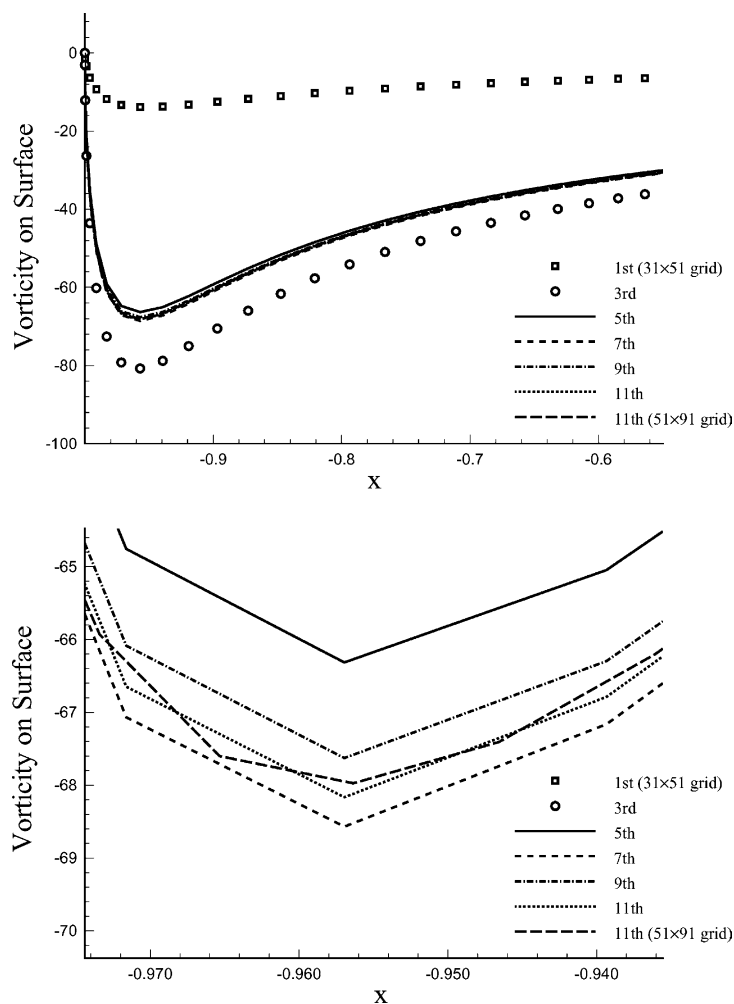 0
-20
-40
-60
-80
-100
-0.9
-0.8
-0.7
-0.6
x
Vorticity on Surface
1st (31×51 grid)
3rd
5th
7th
9th
11th
11th (51×91 grid)
-65
-66
-67
-68
-69
-70
-0.970
-0.960
-0.950
-0.940
x
Vorticity on Surface
1st (31×51 grid)
3rd
5th
7th
9th
11th
11th (51×91 grid)